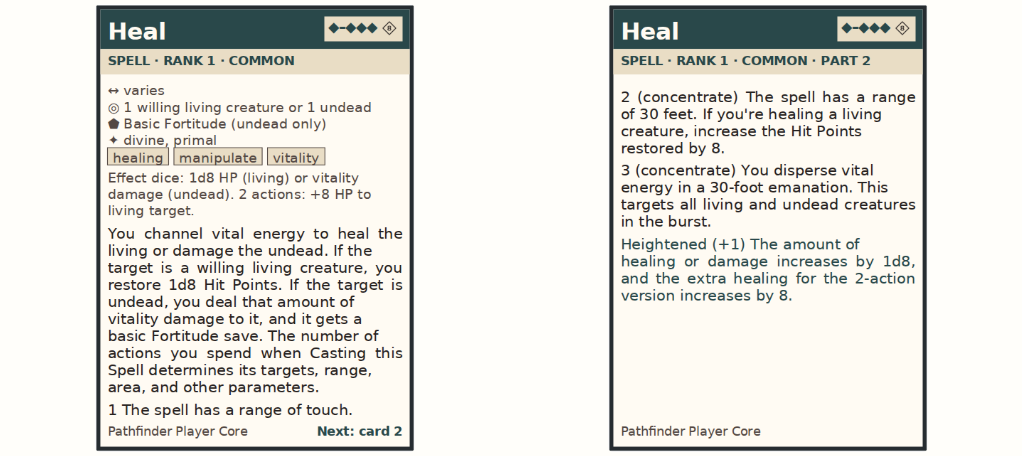 Heal
◆–◆◆◆ 8
SPELL · RANK 1 · COMMON
↔ varies
◎ 1 willing living creature or 1 undead
⬟ Basic Fortitude (undead only)
✦ divine, primal
healing manipulate vitality
Effect dice: 1d8 HP (living) or vitality
damage (undead). 2 actions: +8 HP to
living target.
You channel vital energy to heal the
living or damage the undead. If the
target is a willing living creature, you
restore 1d8 Hit Points. If the target is
undead, you deal that amount of
vitality damage to it, and it gets a
basic Fortitude save. The number of
actions you spend when Casting this
Spell determines its targets, range,
area, and other parameters.
1 The spell has a range of touch.
Pathfinder Player Core Next: card 2
Heal
◆–◆◆◆ 8
SPELL · RANK 1 · COMMON · PART 2
2 (concentrate) The spell has a range
of 30 feet. If you're healing a living
creature, increase the Hit Points
restored by 8.
3 (concentrate) You disperse vital
energy in a 30-foot emanation. This
targets all living and undead creatures
in the burst.
Heightened (+1) The amount of
healing or damage increases by 1d8,
and the extra healing for the 2-action
version increases by 8.
Pathfinder Player Core